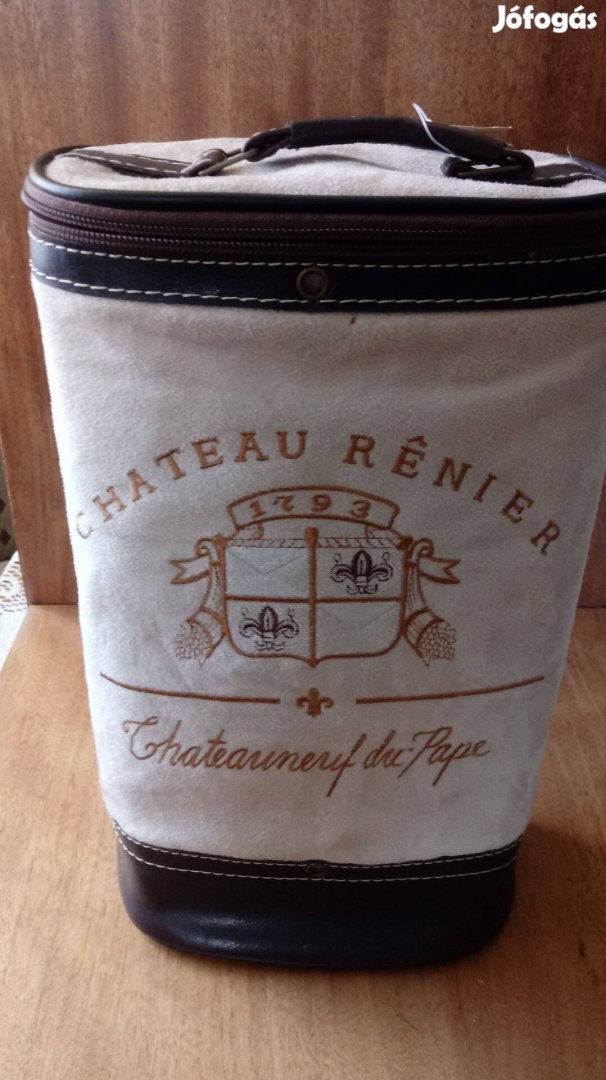 Jófogás
CHATEAU RÊNIER
1793
Chateauneuf du Pape